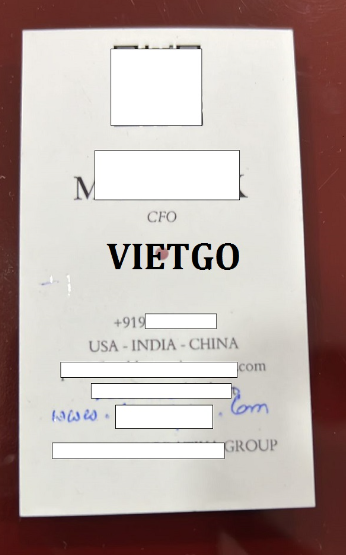 CFO
VIETGO
+919
USA - INDIA - CHINA
com
www. .Com
GROUP